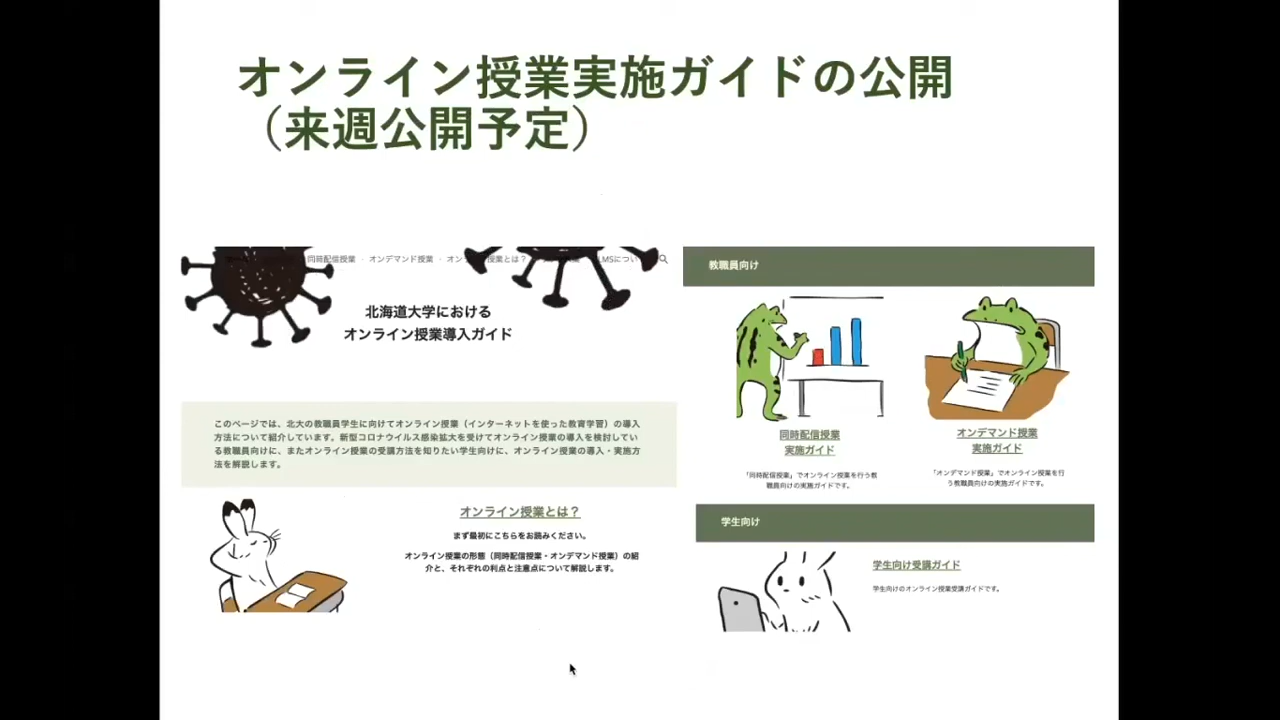 オンライン授業実施ガイドの公開
（来週公開予定）
同時配信授業 ・ オンデマンド授業 ・ オン
授業とは？
LMSについ
北海道大学における
オンライン授業導入ガイド
このページでは、北大の教職員学生に向けてオンライン授業（インターネットを使った教育学習）の導入
方法について紹介しています。新型コロナウイルス感染拡大を受けてオンライン授業の導入を検討してい
る教職員向けに、またオンライン授業の受講方法を知りたい学生向けに、オンライン授業の導入・実施方
法を解説します。
オンライン授業とは？
まず最初にこちらをお読みください。
オンライン授業の形態（同時配信授業・オンデマンド授業）の紹
介と、それぞれの利点と注意点について解説します。
教職員向け
同時配信授業
実施ガイド
「同時配信授業」でオンライン授業を行う教
職員向けの実施ガイドです。
オンデマンド授業
実施ガイド
「オンデマンド授業」でオンライン授業を行
う教職員向けの実施ガイドです。
学生向け
学生向け受講ガイド
学生向けのオンライン授業受講ガイドです。